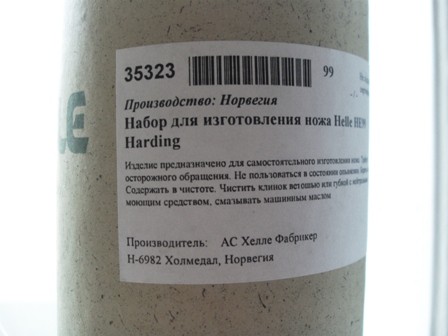 LE
35323
99
Производство: Норвегия
Набор для изготовления ножа Helle
Harding
Изделие предназначено для самостоятельного изготовления ножа.
осторожного обращения. Не пользоваться в состоянии опьянения.
Содержать в чистоте. Чистить клинок ветошью или губкой с
моющим средством, смазывать машинным маслом
Производитель: АС Хелле Фабрикер
Н-6982 Холмедал, Норвегия